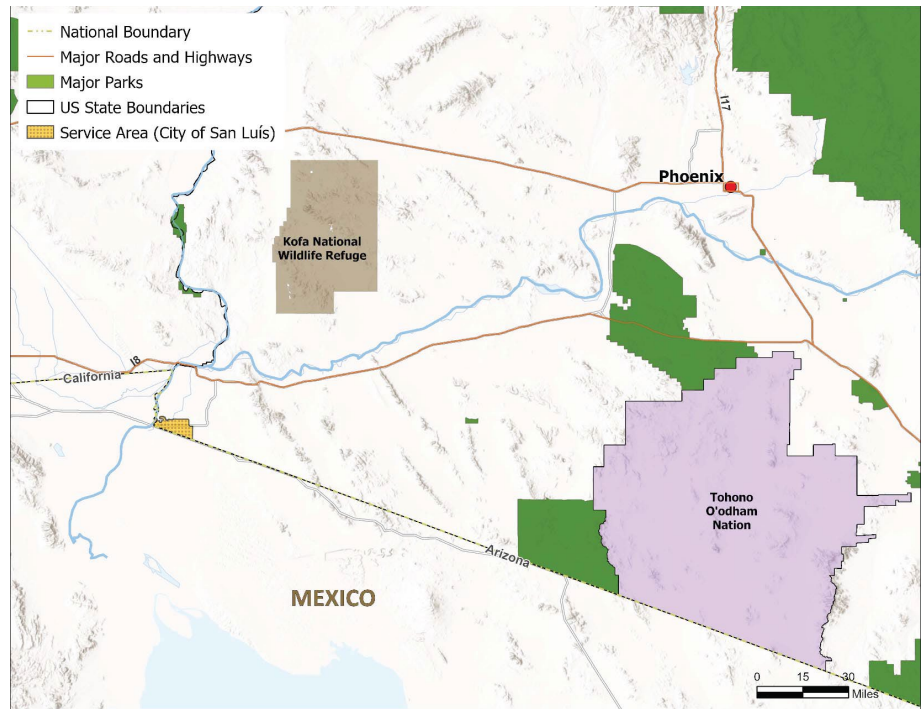 National Boundary
Major Roads and Highways
Major Parks
US State Boundaries
Service Area (City of San Luís)
I17
Phoenix
Kofa National
Wildlife Refuge
I8
California
Tohono
O'odham
Nation
Arizona
MEXICO
0 15 30
Miles